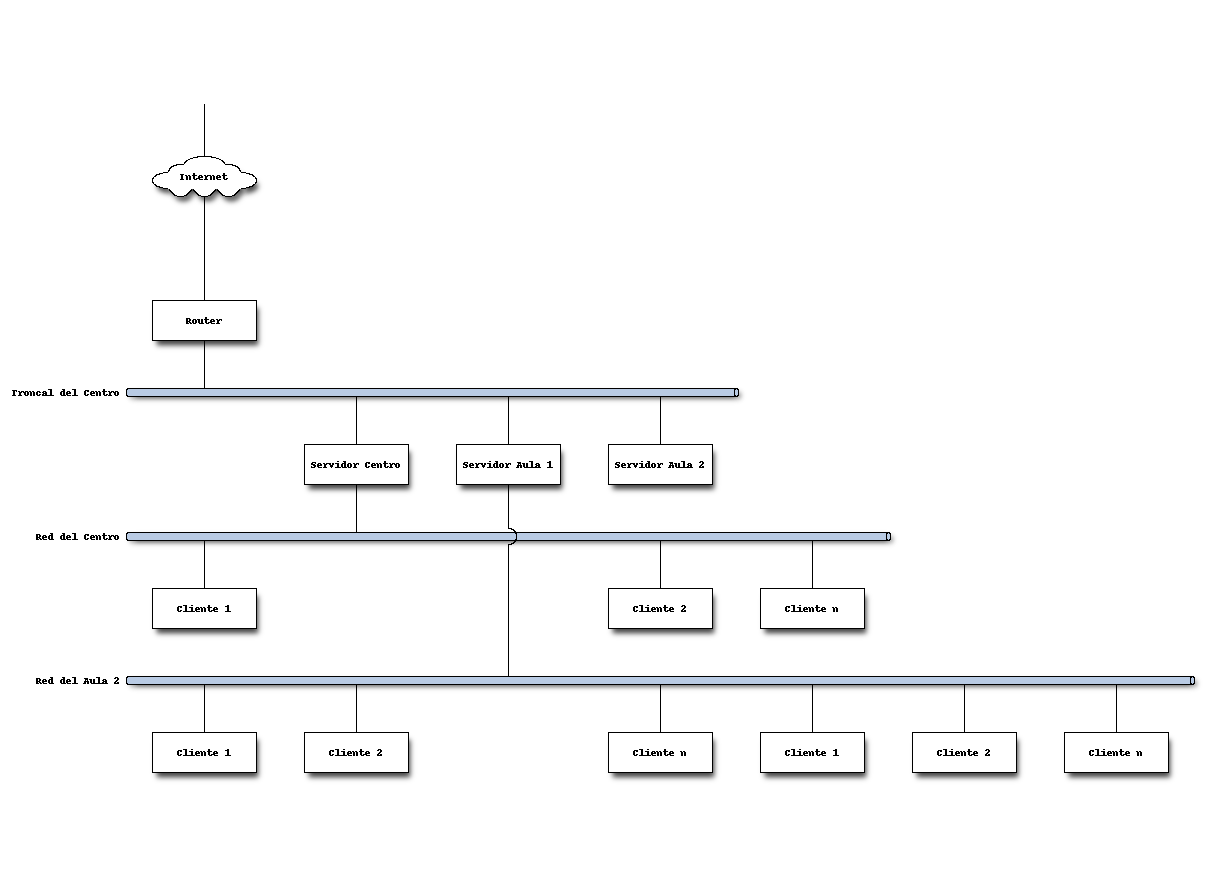 Internet
Router
Troncal del Centro
Servidor Centro
Servidor Aula 1
Servidor Aula 2
Red del Centro
Cliente 1
Cliente 2
Cliente n
Red del Aula 2
Cliente 1
Cliente 2
Cliente n
Cliente 1
Cliente 2
Cliente n